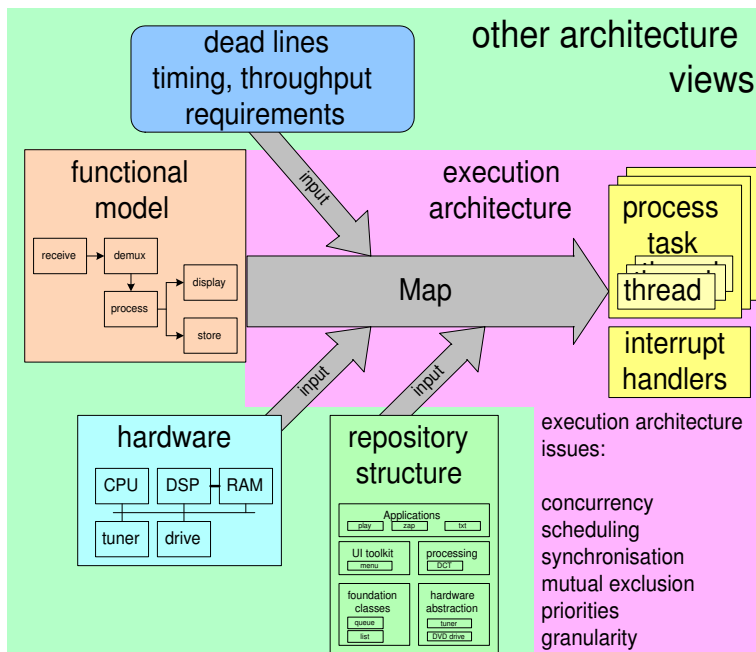 other architecture
views
dead lines
timing, throughput
requirements
input
functional
model
receive
demux
process
display
store
execution
architecture
Map
process
task
thread
interrupt
handlers
input
input
hardware
CPU
DSP
RAM
tuner
drive
repository
structure
Applications
play
zap
txt
UI toolkit
menu
processing
DCT
foundation
classes
queue
list
hardware
abstraction
tuner
DVD drive
execution architecture
issues:
concurrency
scheduling
synchronisation
mutual exclusion
priorities
granularity